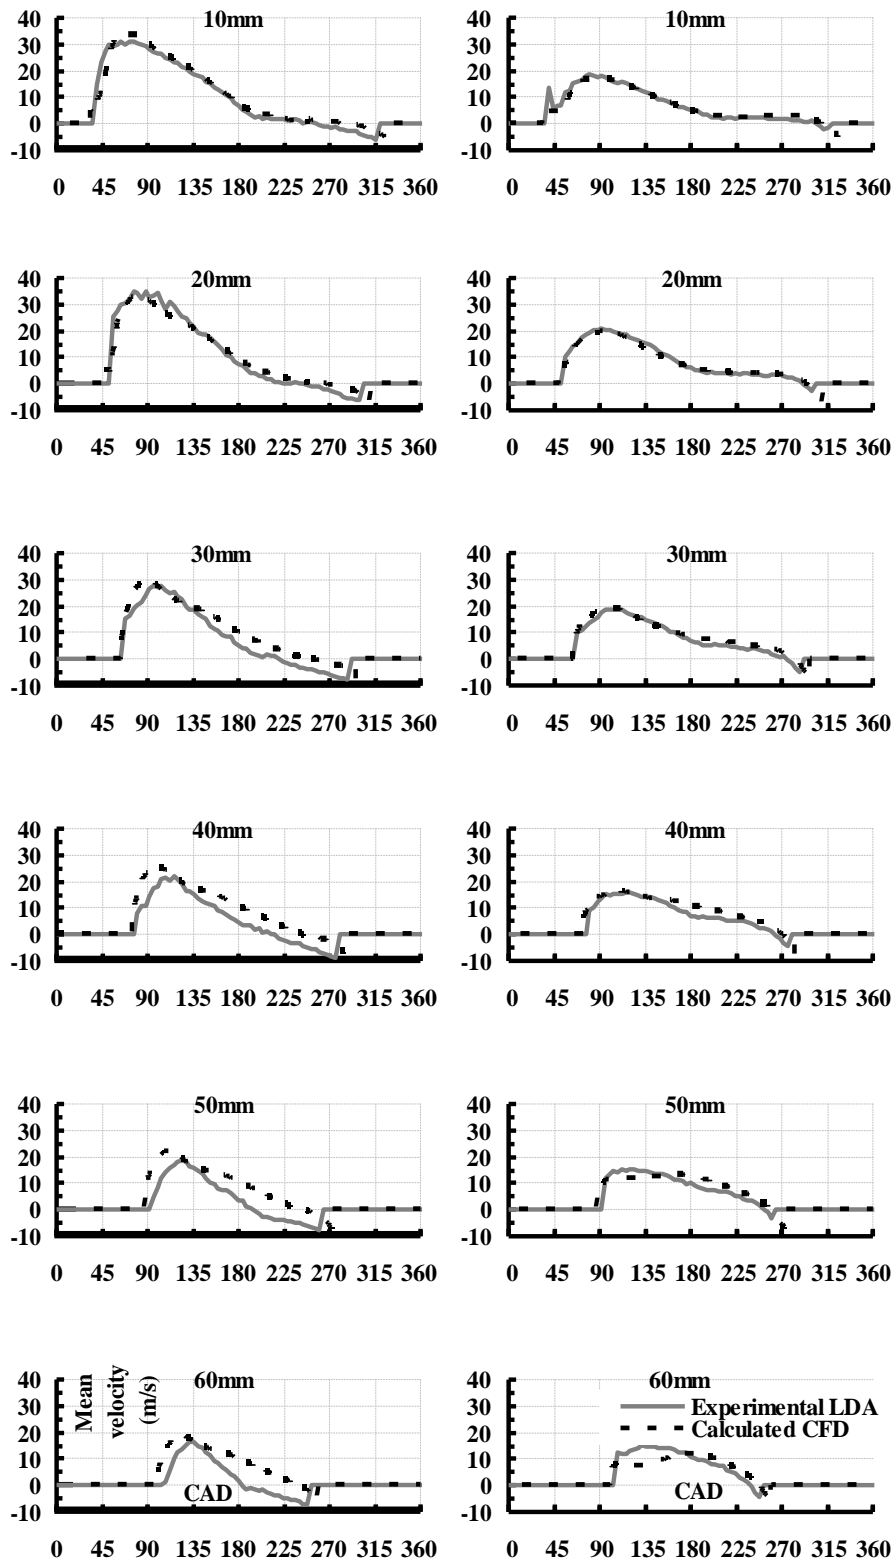 40 10mm 40 10mm
30 30
20 20
10 10
0 0
-10 -10
0 45 90 135 180 225 270 315 360 0 45 90 135 180 225 270 315 360
40 20mm 40 20mm
30 30
20 20
10 10
0 0
-10 -10
0 45 90 135 180 225 270 315 360 0 45 90 135 180 225 270 315 360
40 30mm 40 30mm
30 30
20 20
10 10
0 0
-10 -10
0 45 90 135 180 225 270 315 360 0 45 90 135 180 225 270 315 360
40 40mm 40 40mm
30 30
20 20
10 10
0 0
-10 -10
0 45 90 135 180 225 270 315 360 0 45 90 135 180 225 270 315 360
40 50mm 40 50mm
30 30
20 20
10 10
0 0
-10 -10
0 45 90 135 180 225 270 315 360 0 45 90 135 180 225 270 315 360
Mean
velocity
(m/s)
40 60mm 40 60mm
30 30 Experimental LDA
20 20 Calculated CFD
10 10
0 CAD 0 CAD
-10 -10
0 45 90 135 180 225 270 315 360 0 45 90 135 180 225 270 315 360